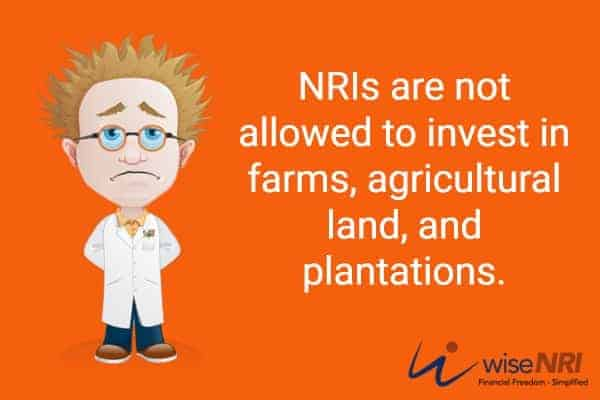 NRIs are not
allowed to invest in
farms, agricultural
land, and
plantations.
wiseNRI
Financial Freedom - Simplified